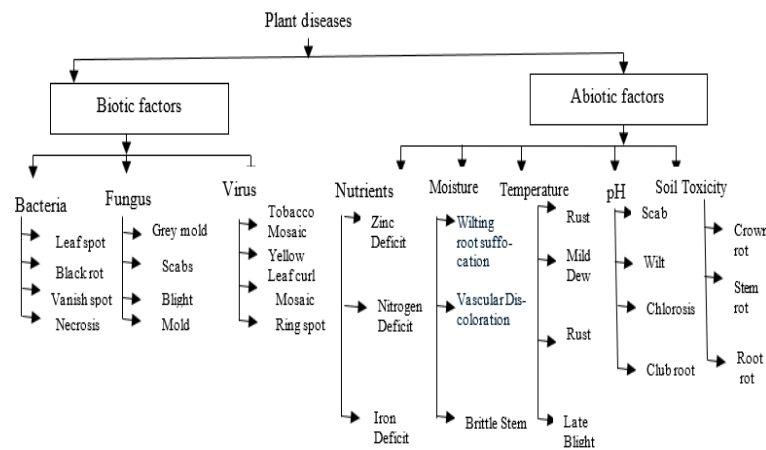 Plant diseases
Biotic factors
Abiotic factors
Bacteria
Leaf spot
Black rot
Vanish spot
Necrosis
Fungus
Grey mold
Scabs
Blight
Mold
Virus
Tobacco
Mosaic
Yellow
Leaf curl
Mosaic
Ring spot
Nutrients
Zinc
Deficit
Nitrogen
Deficit
Iron
Deficit
Moisture
Wilting
root suffo-
cation
Vascular Dis-
coloration
Brittle Stem
Temperature
Rust
Mild
Dew
Rust
Late
Blight
pH
Scab
Wilt
Chlorosis
Club root
Soil Toxicity
Crown
rot
Stem
rot
Root
rot